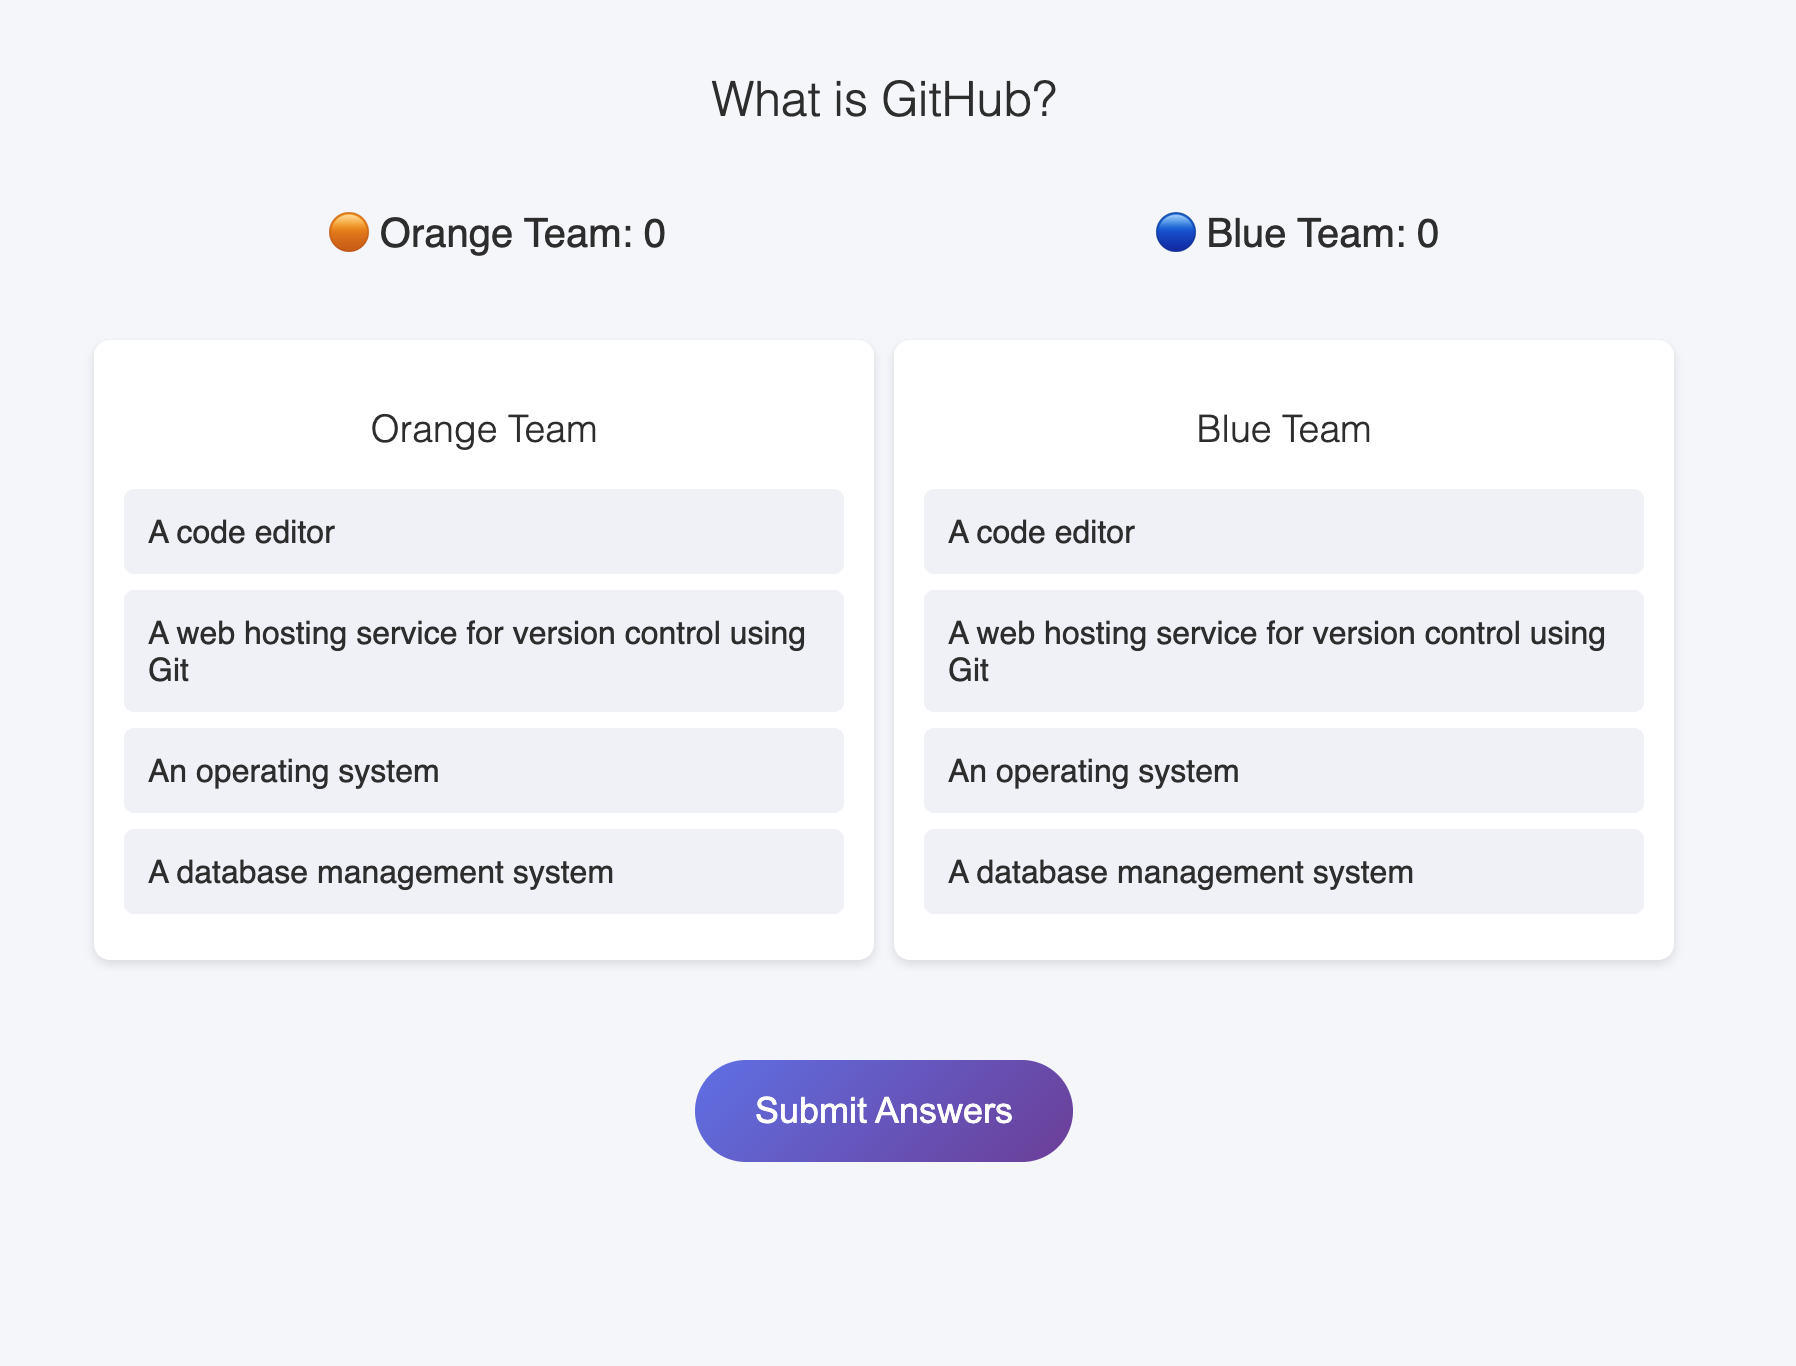 What is GitHub?
Orange Team: 0
Blue Team: 0
Orange Team
A code editor
A web hosting service for version control using
Git
An operating system
A database management system
Blue Team
A code editor
A web hosting service for version control using
Git
An operating system
A database management system
Submit Answers